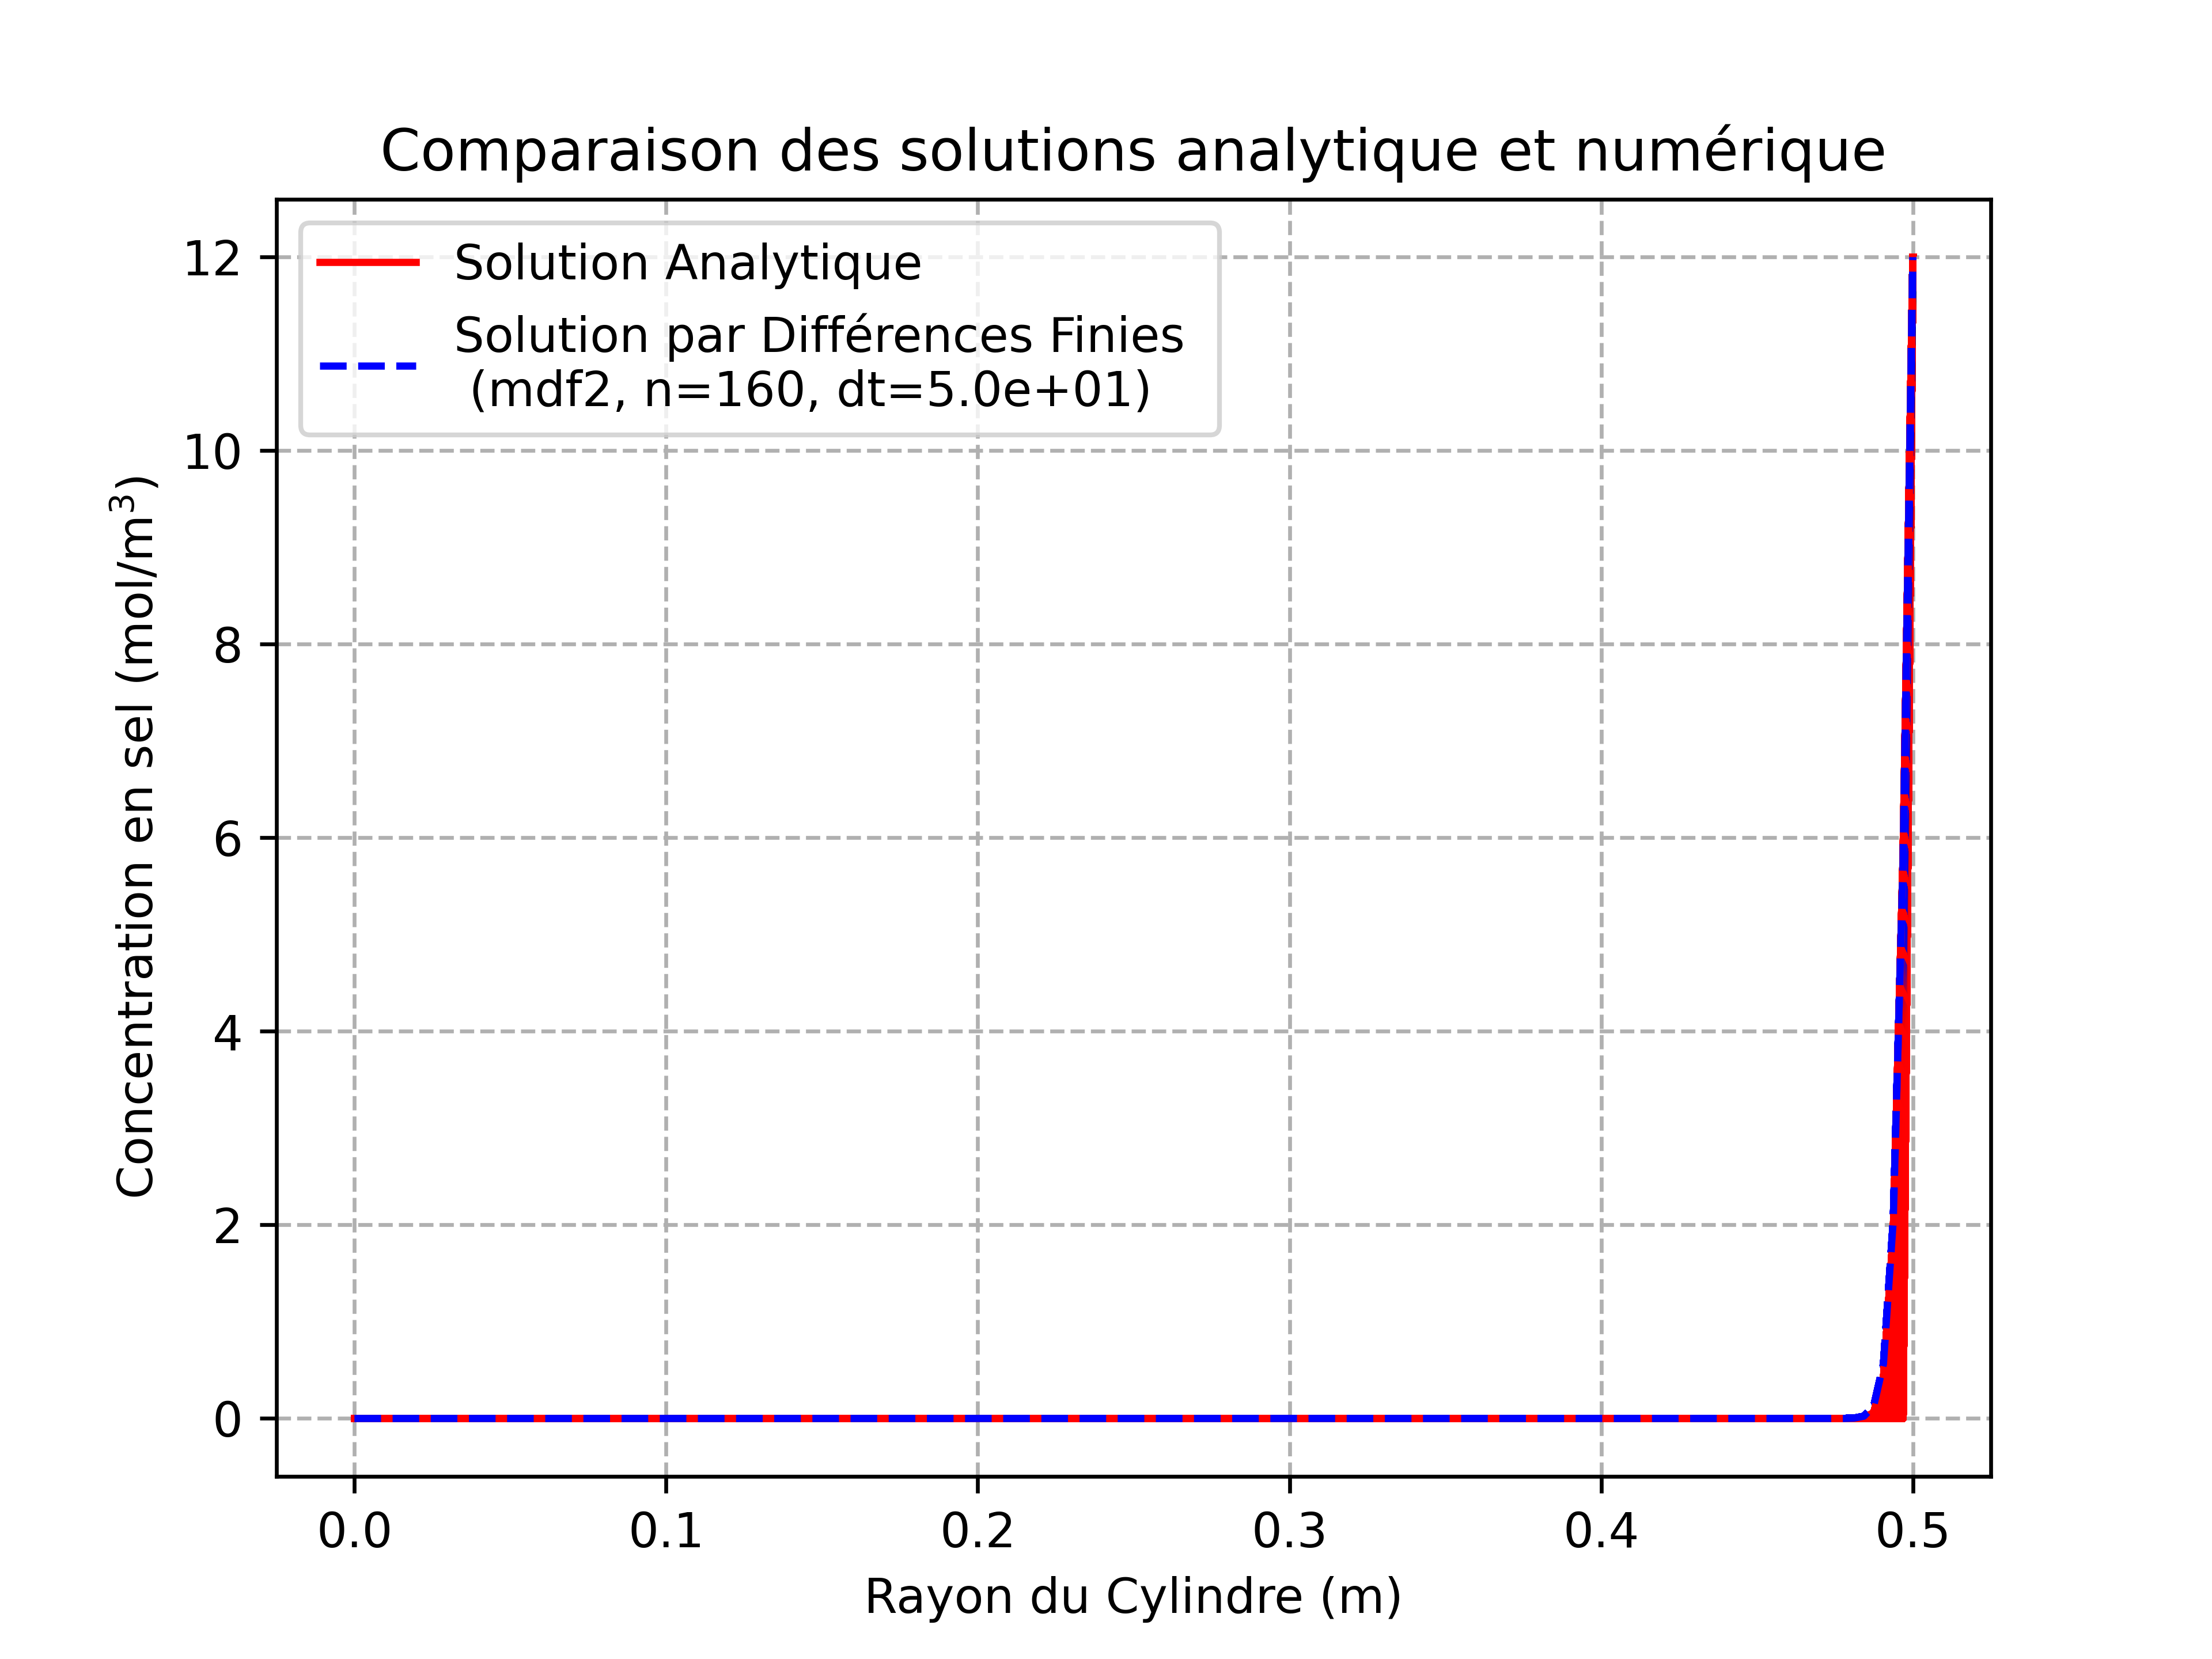 Comparaison des solutions analytique et numérique
Solution Analytique
Solution par Différences Finies
(mdf2, n=160, dt=5.0e+01)
Concentration en sel (mol/m³)
12
10
8
6
4
2
0
0.0 0.1 0.2 0.3 0.4 0.5
Rayon du Cylindre (m)